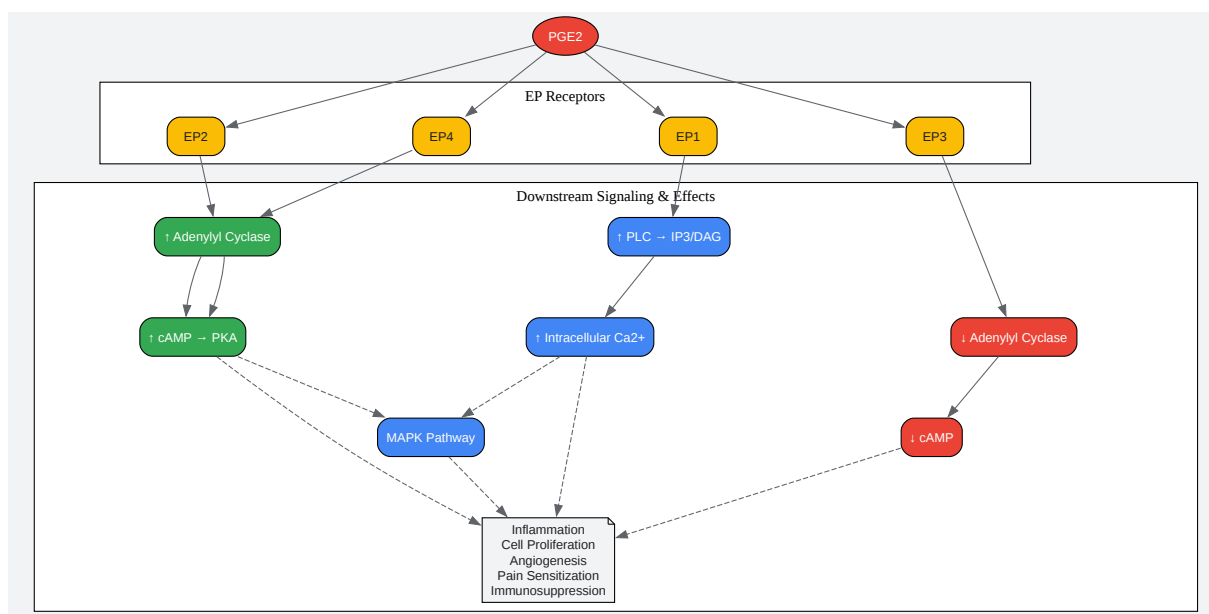 PGE2
EP Receptors
EP2
EP4
EP1
EP3
Downstream Signaling & Effects
↑ Adenylyl Cyclase
↑ PLC → IP3/DAG
↑ cAMP → PKA
↑ Intracellular Ca2+
↓ Adenylyl Cyclase
MAPK Pathway
↓ cAMP
Inflammation
Cell Proliferation
Angiogenesis
Pain Sensitization
Immunosuppression